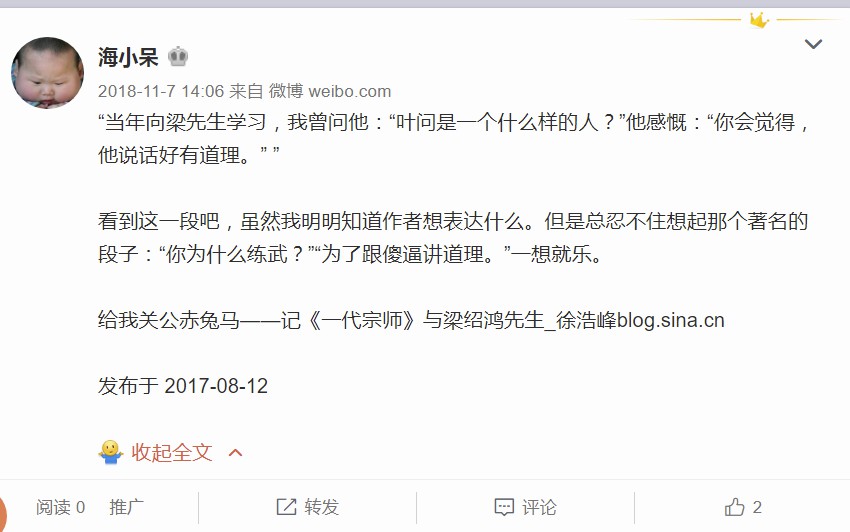 海小呆
2018-11-7 14:06 来自 微博 weibo.com
“当年向梁先生学习，我曾问他：“叶问是一个什么样的人？”他感慨：“你会觉得，
他说话好有道理。” ”
看到这一段吧，虽然我明明知道作者想表达什么。但是总忍不住想起那个著名的
段子：“你为什么练武？”“为了跟傻逼讲道理。”一想就乐。
给我关公赤兔马——记《一代宗师》与梁绍鸿先生_徐浩峰blog.sina.cn
发布于 2017-08-12
收起全文
阅读 0 推广 转发 评论 2